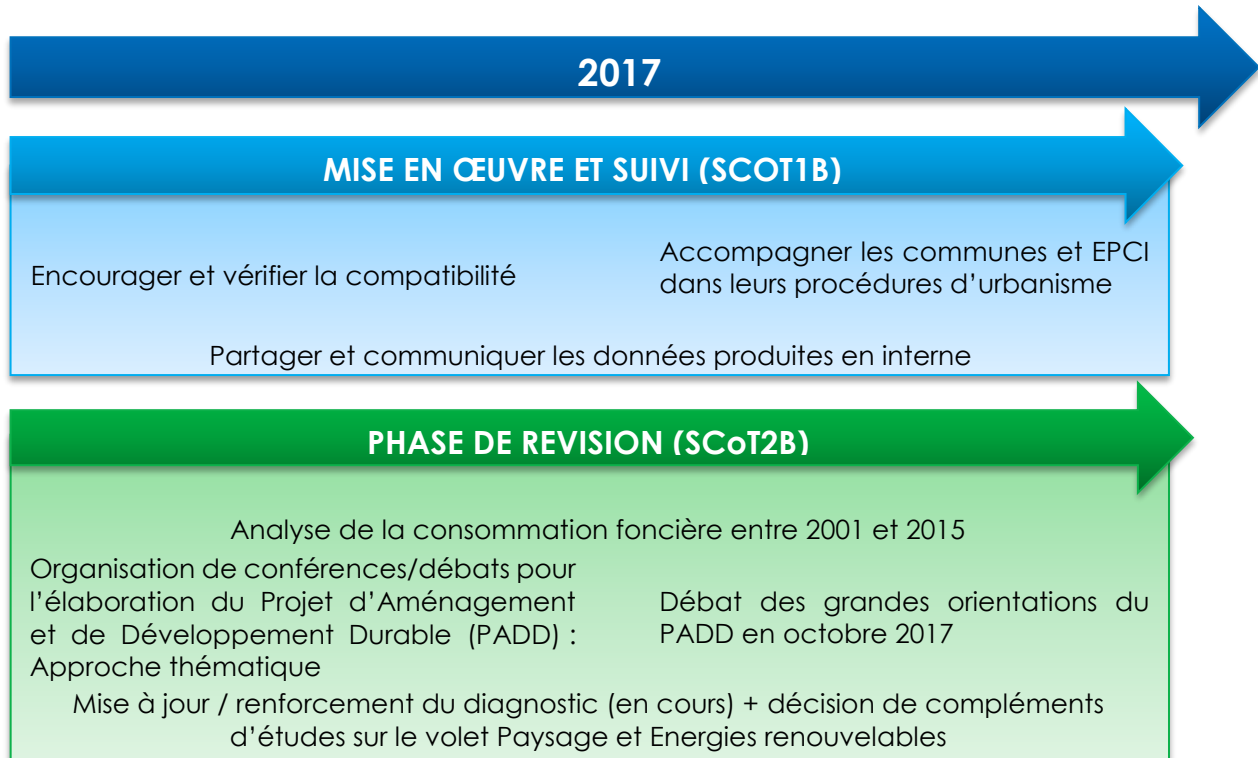 2017
MISE EN ŒUVRE ET SUIVI (SCOT1B)
Encourager et vérifier la compatibilité
Accompagner les communes et EPCI
dans leurs procédures d’urbanisme
Partager et communiquer les données produites en interne
PHASE DE REVISION (SCoT2B)
Analyse de la consommation foncière entre 2001 et 2015
Organisation de conférences/débats pour
l’élaboration du Projet d’Aménagement
et de Développement Durable (PADD) :
Approche thématique
Débat des grandes orientations du
PADD en octobre 2017
Mise à jour / renforcement du diagnostic (en cours) + décision de compléments
d’études sur le volet Paysage et Energies renouvelables